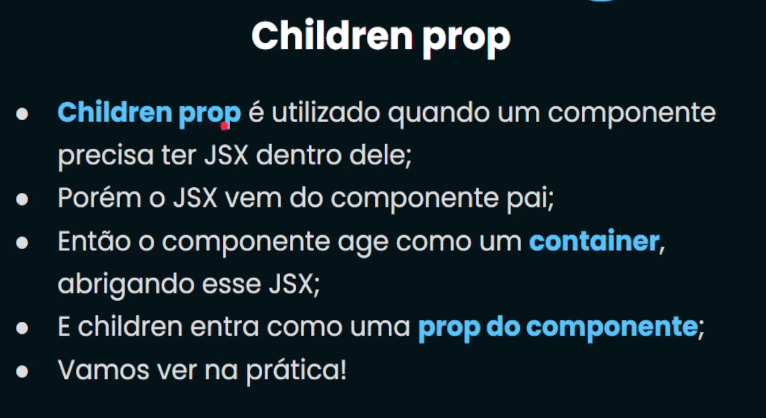 Children prop
● Children prop é utilizado quando um componente
precisa ter JSX dentro dele;
● Porém o JSX vem do componente pai;
● Então o componente age como um container,
abrigando esse JSX;
● E children entra como uma prop do componente;
● Vamos ver na prática!